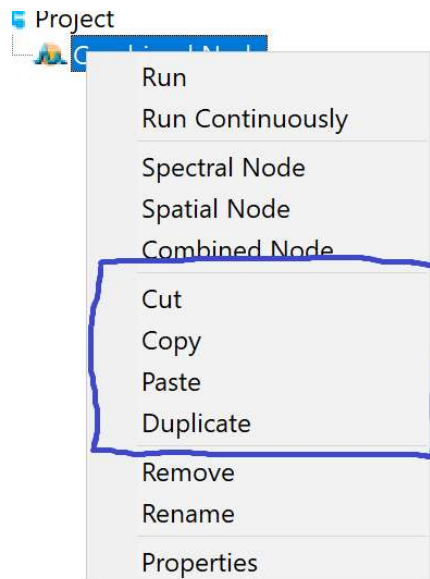 Project
Run
Run Continuously
Spectral Node
Spatial Node
Combined Node
Cut
Copy
Paste
Duplicate
Remove
Rename
Properties